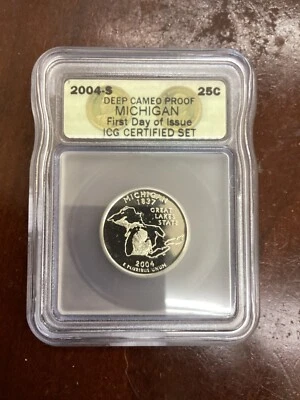 2004-S 25C
DEEP CAMEO PROOF
MICHIGAN
First Day of Issue
ICG CERTIFIED SET
MICHIGAN
1837
GREAT
LAKES
STATE
2004
E PLURIBUS UNUM